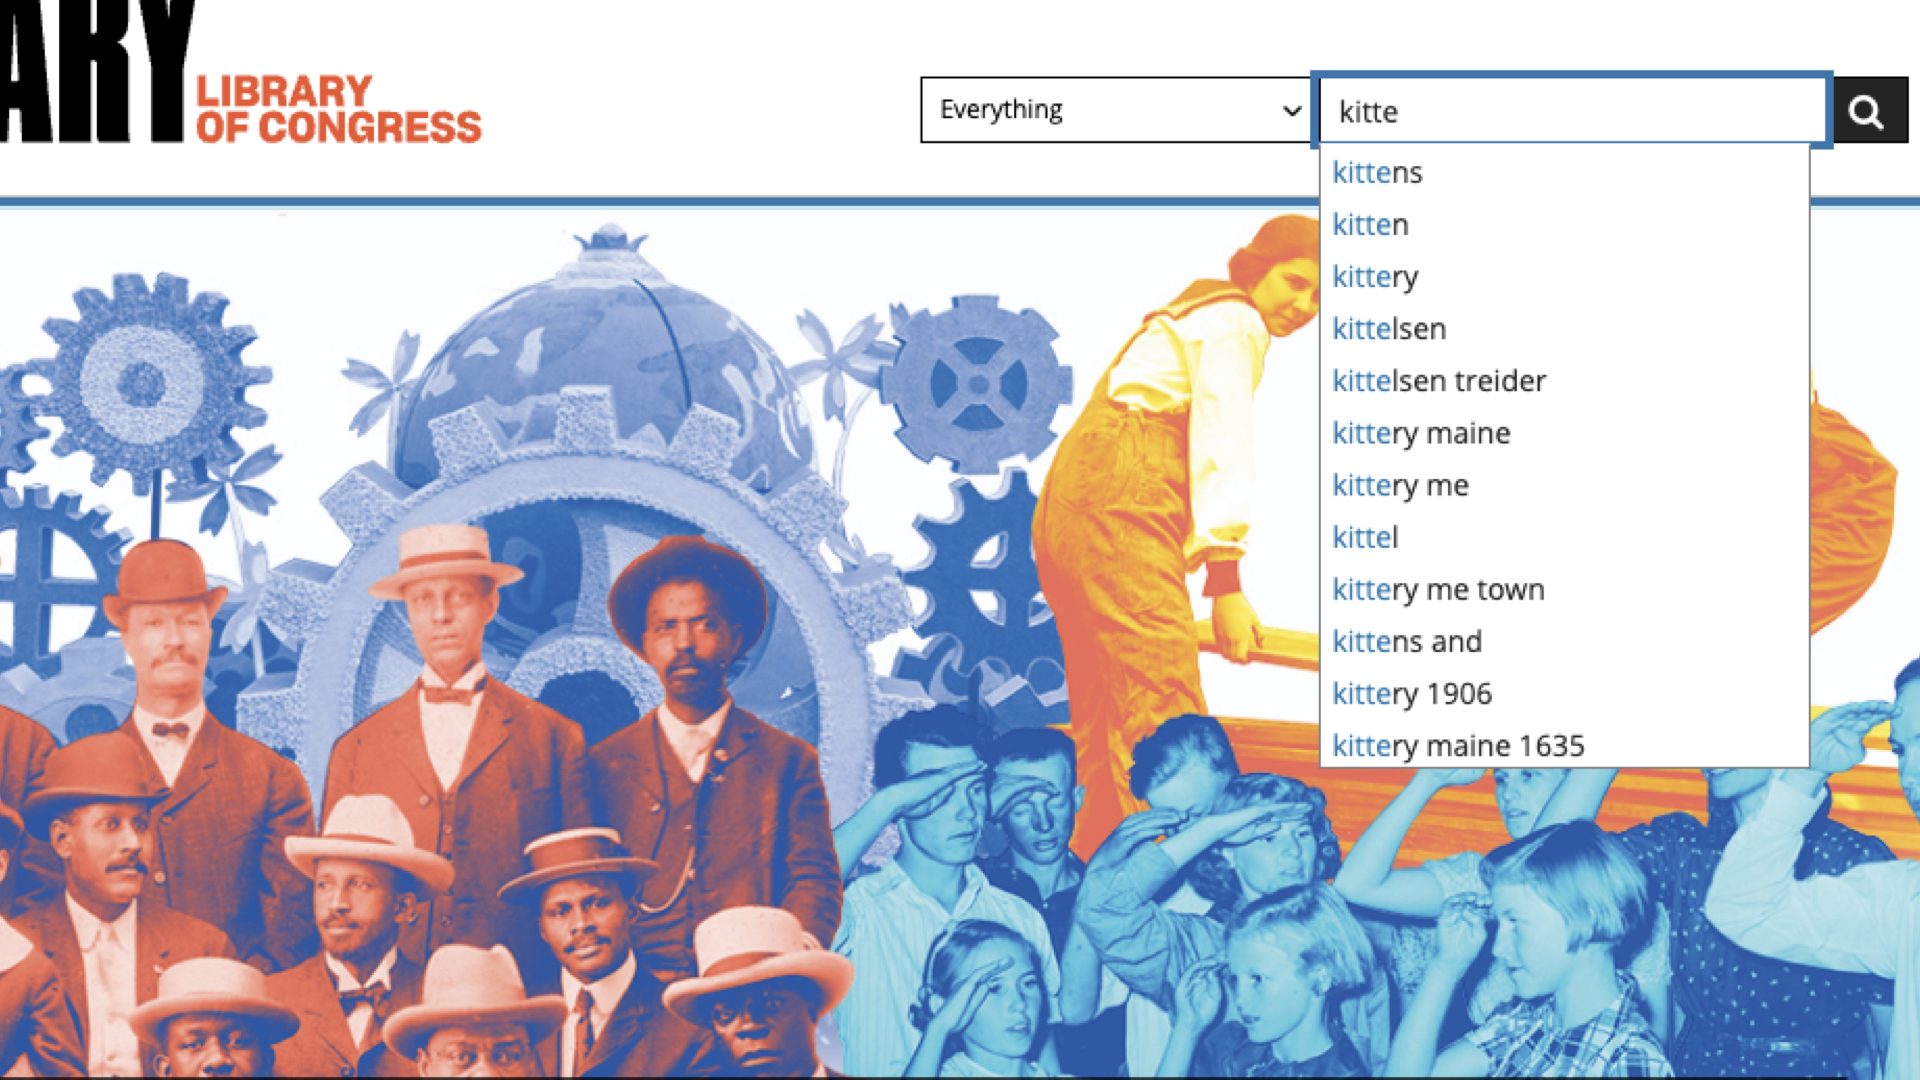 ARY
LIBRARY
OF CONGRESS
Everything
kitte
kittens
kitten
kittery
kittelsen
kittelsen treider
kittery maine
kittery me
kittel
kittery me town
kittens and
kittery 1906
kittery maine 1635